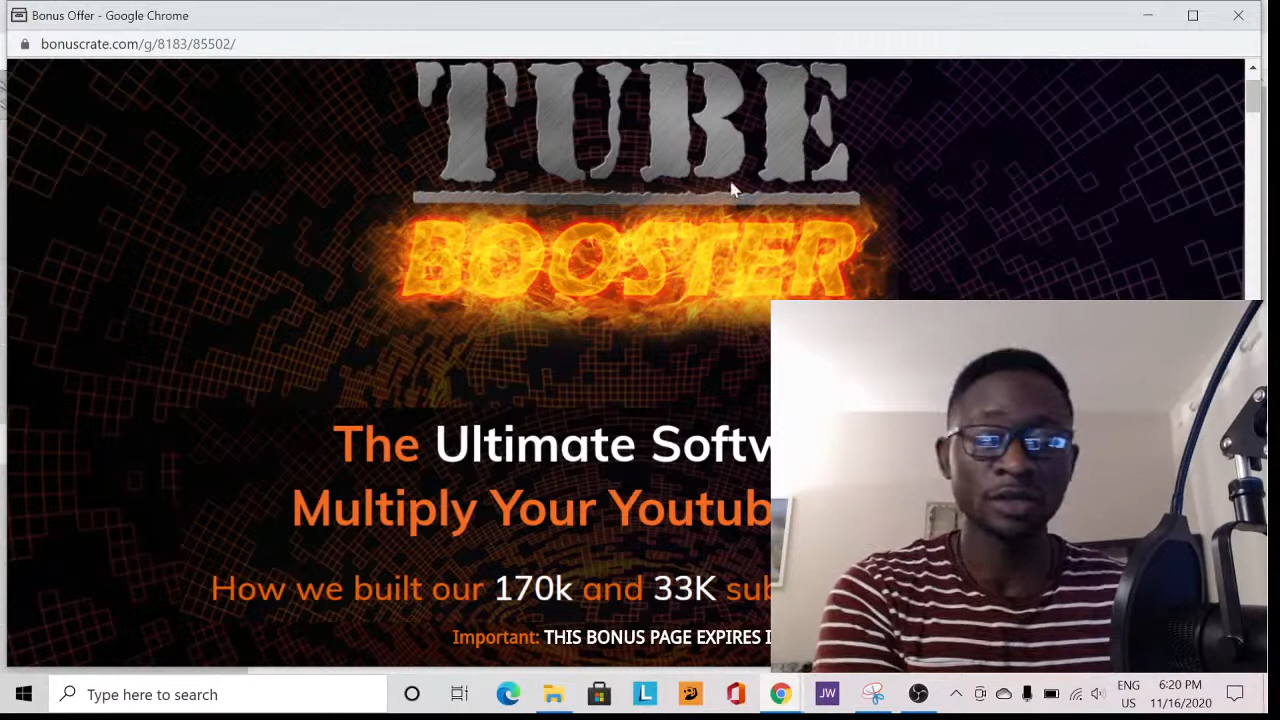 Bonus Offer - Google Chrome
bonuscrate.com/g/8183/85502/
TUBE
BOOSTER
The Ultimate Softw
Multiply Your Youtub
How we built our 170k and 33K sub
Important: THIS BONUS PAGE EXPIRES I
Type here to search
L
JW
ENG
US
6:20 PM
11/16/2020